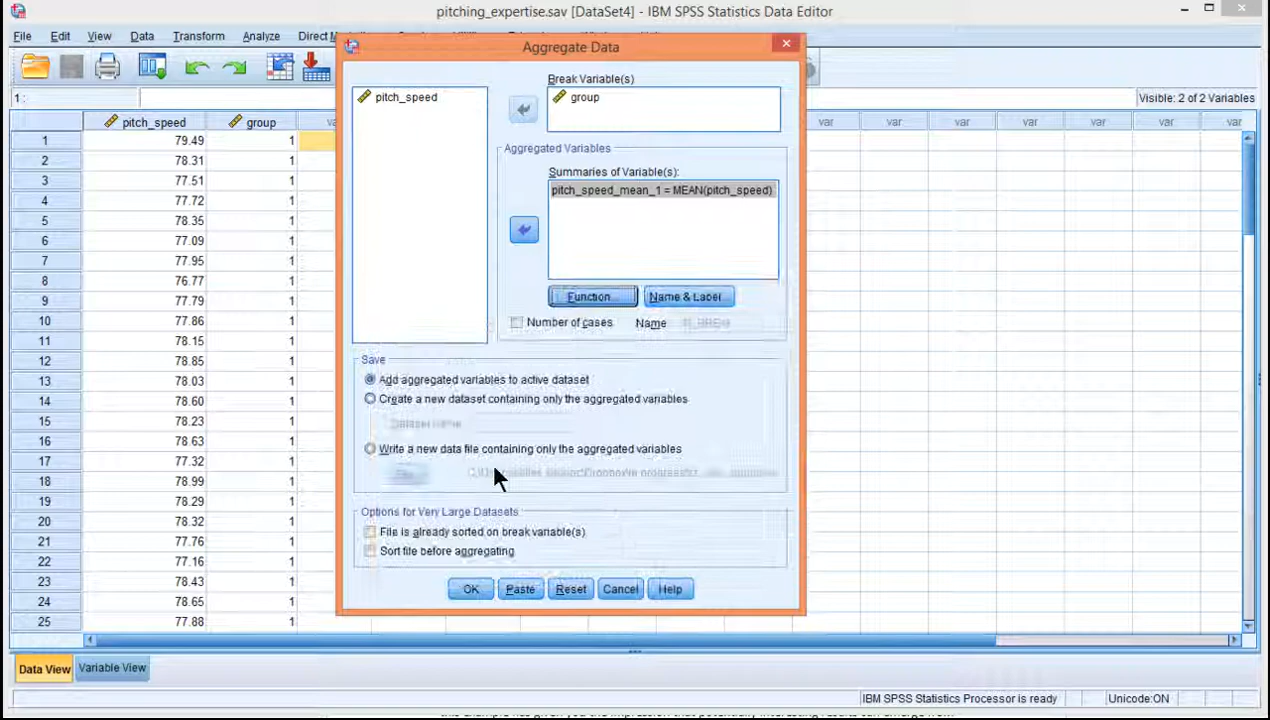 pitching_expertise.sav [DataSet4] - IBM SPSS Statistics Data Editor
File Edit View Data Transform Analyze Direct
Aggregate Data
Break Variable(s)
pitch_speed
group
1 :
Visible: 2 of 2 Variables
pitch_speed group var var var var var var var
Aggregated Variables
Summaries of Variable(s):
pitch_speed_mean_1 = MEAN(pitch_speed)
Function...
Name & Label...
Number of cases Name
Save
Add aggregated variables to active dataset
Create a new dataset containing only the aggregated variables
Dataset name
Write a new data file containing only the aggregated variables
Options for Very Large Datasets
File is already sorted on break variable(s)
Sort file before aggregating
OK Paste Reset Cancel Help
1 79.49 1
2 78.31 1
3 77.51 1
4 77.72 1
5 78.35 1
6 77.09 1
7 77.95 1
8 76.77 1
9 77.79 1
10 77.86 1
11 78.15 1
12 78.85 1
13 78.03 1
14 78.60 1
15 78.23 1
16 78.63 1
17 77.32 1
18 78.99 1
19 78.29 1
20 78.32 1
21 77.76 1
22 77.16 1
23 78.43 1
24 78.65 1
25 77.88 1
Data View Variable View
IBM SPSS Statistics Processor is ready Unicode:ON